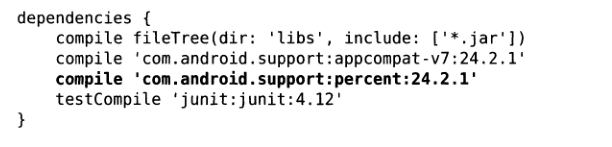 dependencies {
    compile fileTree(dir: 'libs', include: ['*.jar'])
    compile 'com.android.support:appcompat-v7:24.2.1'
    compile 'com.android.support:percent:24.2.1'
    testCompile 'junit:junit:4.12'
}